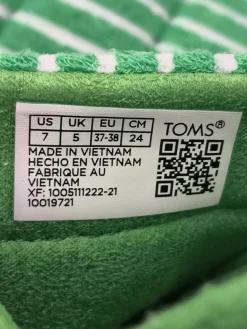 US UK EU CM TOMS®
7 5 37-38 24
MADE IN VIETNAM
HECHO EN VIETNAM
FABRIQUE AU
VIETNAM
XF: 1005111222-21
10019721